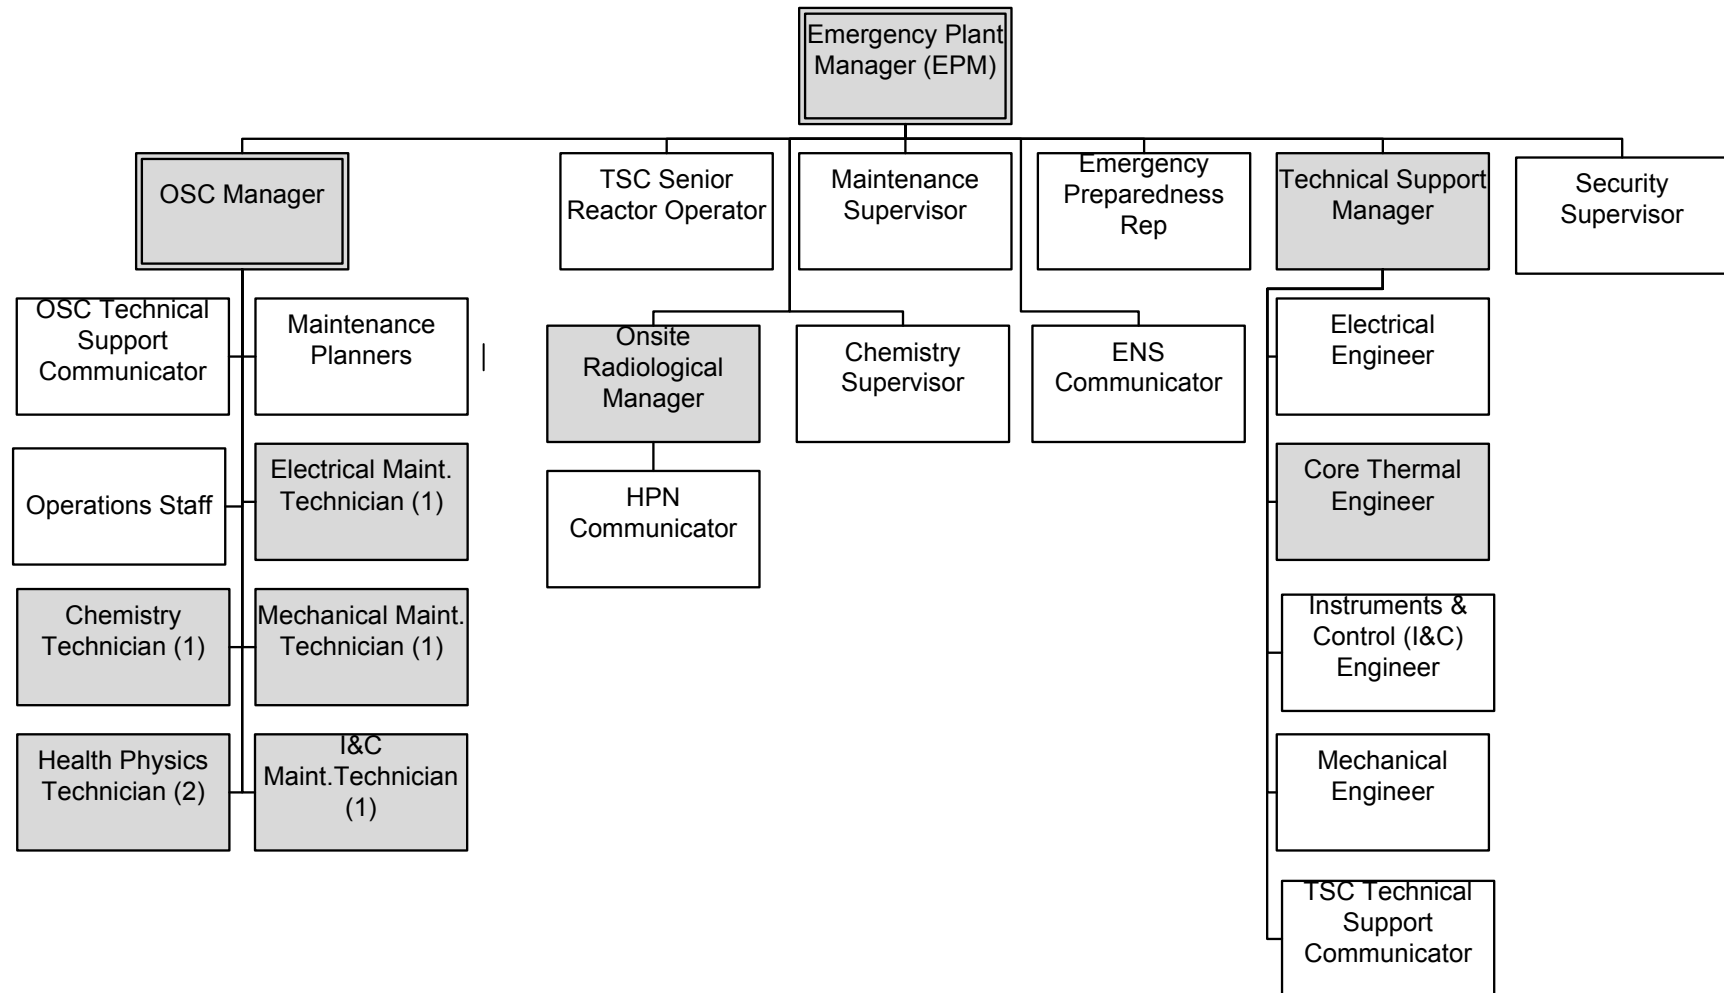 Emergency Plant
Manager (EPM)
OSC Manager
TSC Senior
Reactor Operator
Maintenance
Supervisor
Emergency
Preparedness
Rep
Technical Support
Manager
Security
Supervisor
OSC Technical
Support
Communicator
Maintenance
Planners
Onsite
Radiological
Manager
Chemistry
Supervisor
ENS
Communicator
Electrical
Engineer
Operations Staff
Electrical Maint.
Technician (1)
HPN
Communicator
Core Thermal
Engineer
Chemistry
Technician (1)
Mechanical Maint.
Technician (1)
Instruments &
Control (I&C)
Engineer
Health Physics
Technician (2)
I&C
Maint.Technician
(1)
Mechanical
Engineer
TSC Technical
Support
Communicator